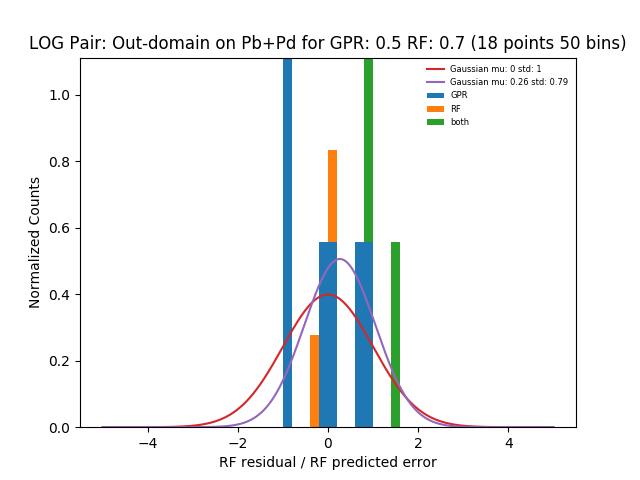 LOG Pair: Out-domain on Pb+Pd for GPR: 0.5 RF: 0.7 (18 points 50 bins)
Gaussian mu: 0 std: 1
Gaussian mu: 0.26 std: 0.79
GPR
RF
both
1.0
0.8
0.6
0.4
0.2
0.0
Normalized Counts
−4
−2
0
2
4
RF residual / RF predicted error